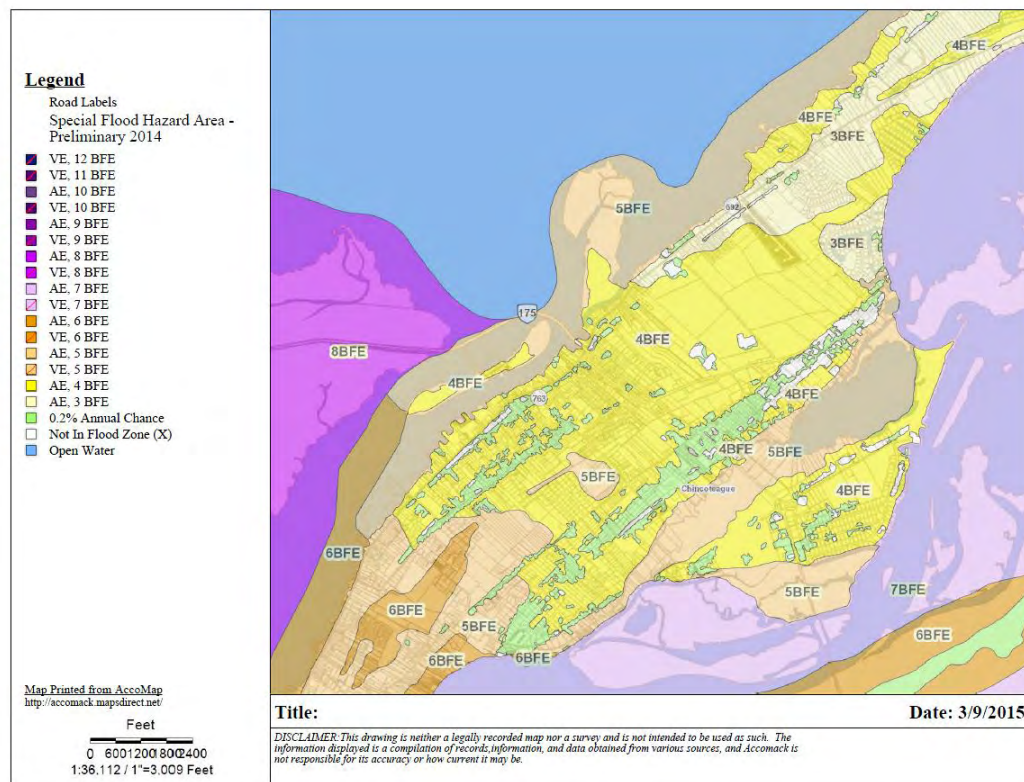 Legend
Road Labels
Special Flood Hazard Area -
Preliminary 2014
VE, 12 BFE
VE, 11 BFE
AE, 10 BFE
VE, 10 BFE
AE, 9 BFE
VE, 9 BFE
AE, 8 BFE
VE, 8 BFE
AE, 7 BFE
VE, 7 BFE
AE, 6 BFE
VE, 6 BFE
AE, 5 BFE
VE, 5 BFE
AE, 4 BFE
AE, 3 BFE
0.2% Annual Chance
Not In Flood Zone (X)
Open Water
Map Printed from AccoMap
http://accomack.mapsdirect.net/
Feet
0 600120018002400
1:36,112 / 1"=3,009 Feet
4BFE
4BFE
3BFE
5BFE
692
3BFE
175
4BFE
8BFE
4BFE
763
4BFE
4BFE
5BFE
5BFE
Chincoteague
4BFE
6BFE
5BFE
7BFE
6BFE
5BFE
6BFE
6BFE
6BFE
Title:
Date: 3/9/2015
DISCLAIMER:This drawing is neither a legally recorded map nor a survey and is not intended to be used as such. The
information displayed is a compilation of records,information, and data obtained from various sources, and Accomack is
not responsible for its accuracy or how current it may be.